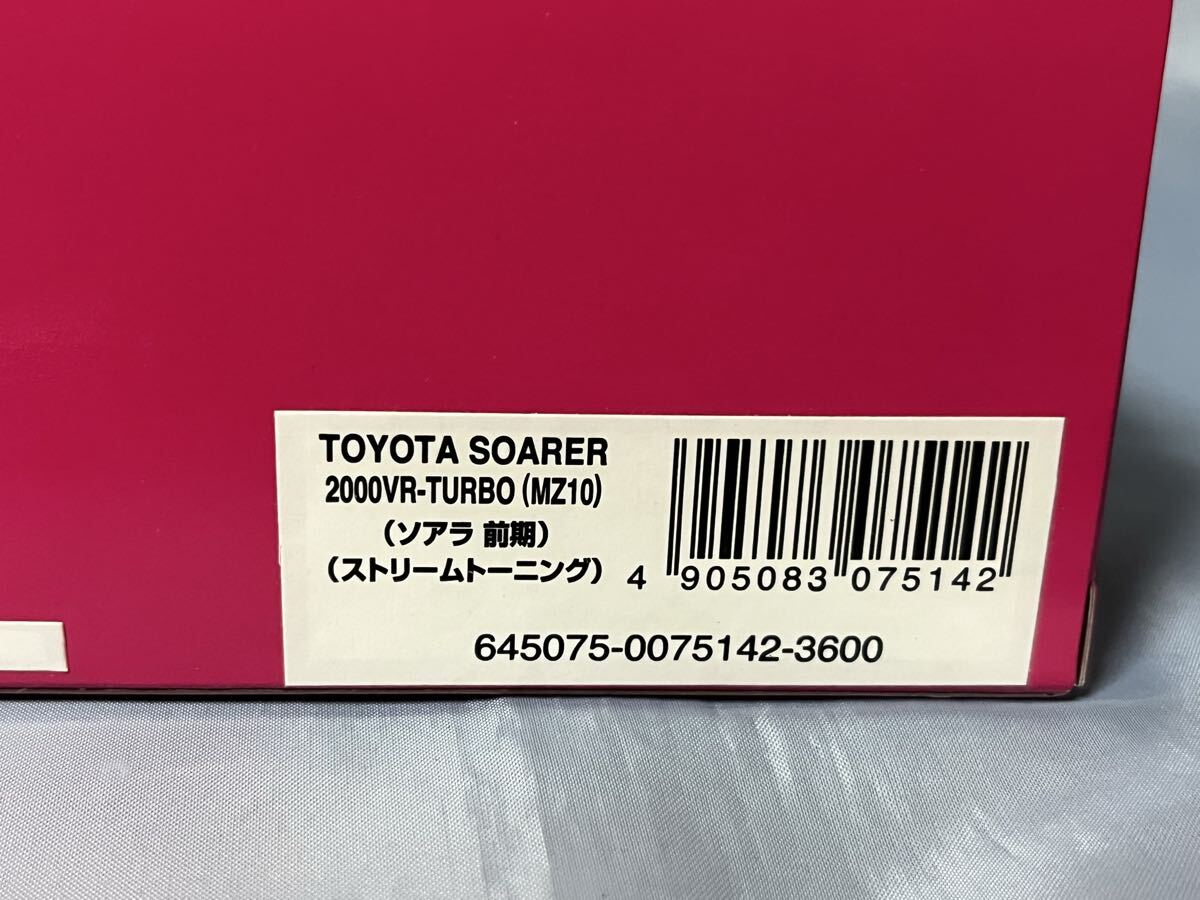 TOYOTA SOARER
2000VR-TURBO (MZ10)
(ソアラ 前期)
(ストリームトーニング)
4 905083 075142
645075-0075142-3600